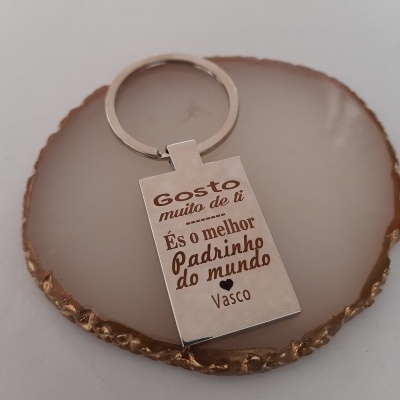 Gosto
muito de ti
--------
És o melhor
Padrinho
do mundo
Vasco